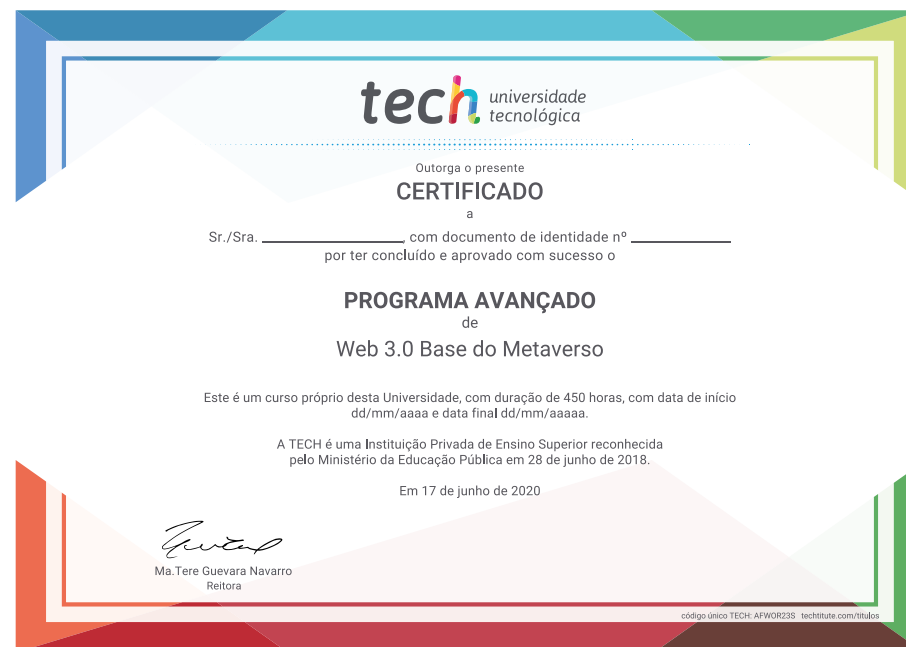 tech universidade
tecnológica
Outorga o presente
CERTIFICADO
a
Sr./Sra. ____________, com documento de identidade nº ____________
por ter concluído e aprovado com sucesso o
PROGRAMA AVANÇADO
de
Web 3.0 Base do Metaverso
Este é um curso próprio desta Universidade, com duração de 450 horas, com data de início
dd/mm/aaaa e data final dd/mm/aaaaa.
A TECH é uma Instituição Privada de Ensino Superior reconhecida
pelo Ministério da Educação Pública em 28 de junho de 2018.
Em 17 de junho de 2020
Ma.Tere Guevara Navarro
Reitora
código único TECH: AFWOR23S techtitute.com/titulos